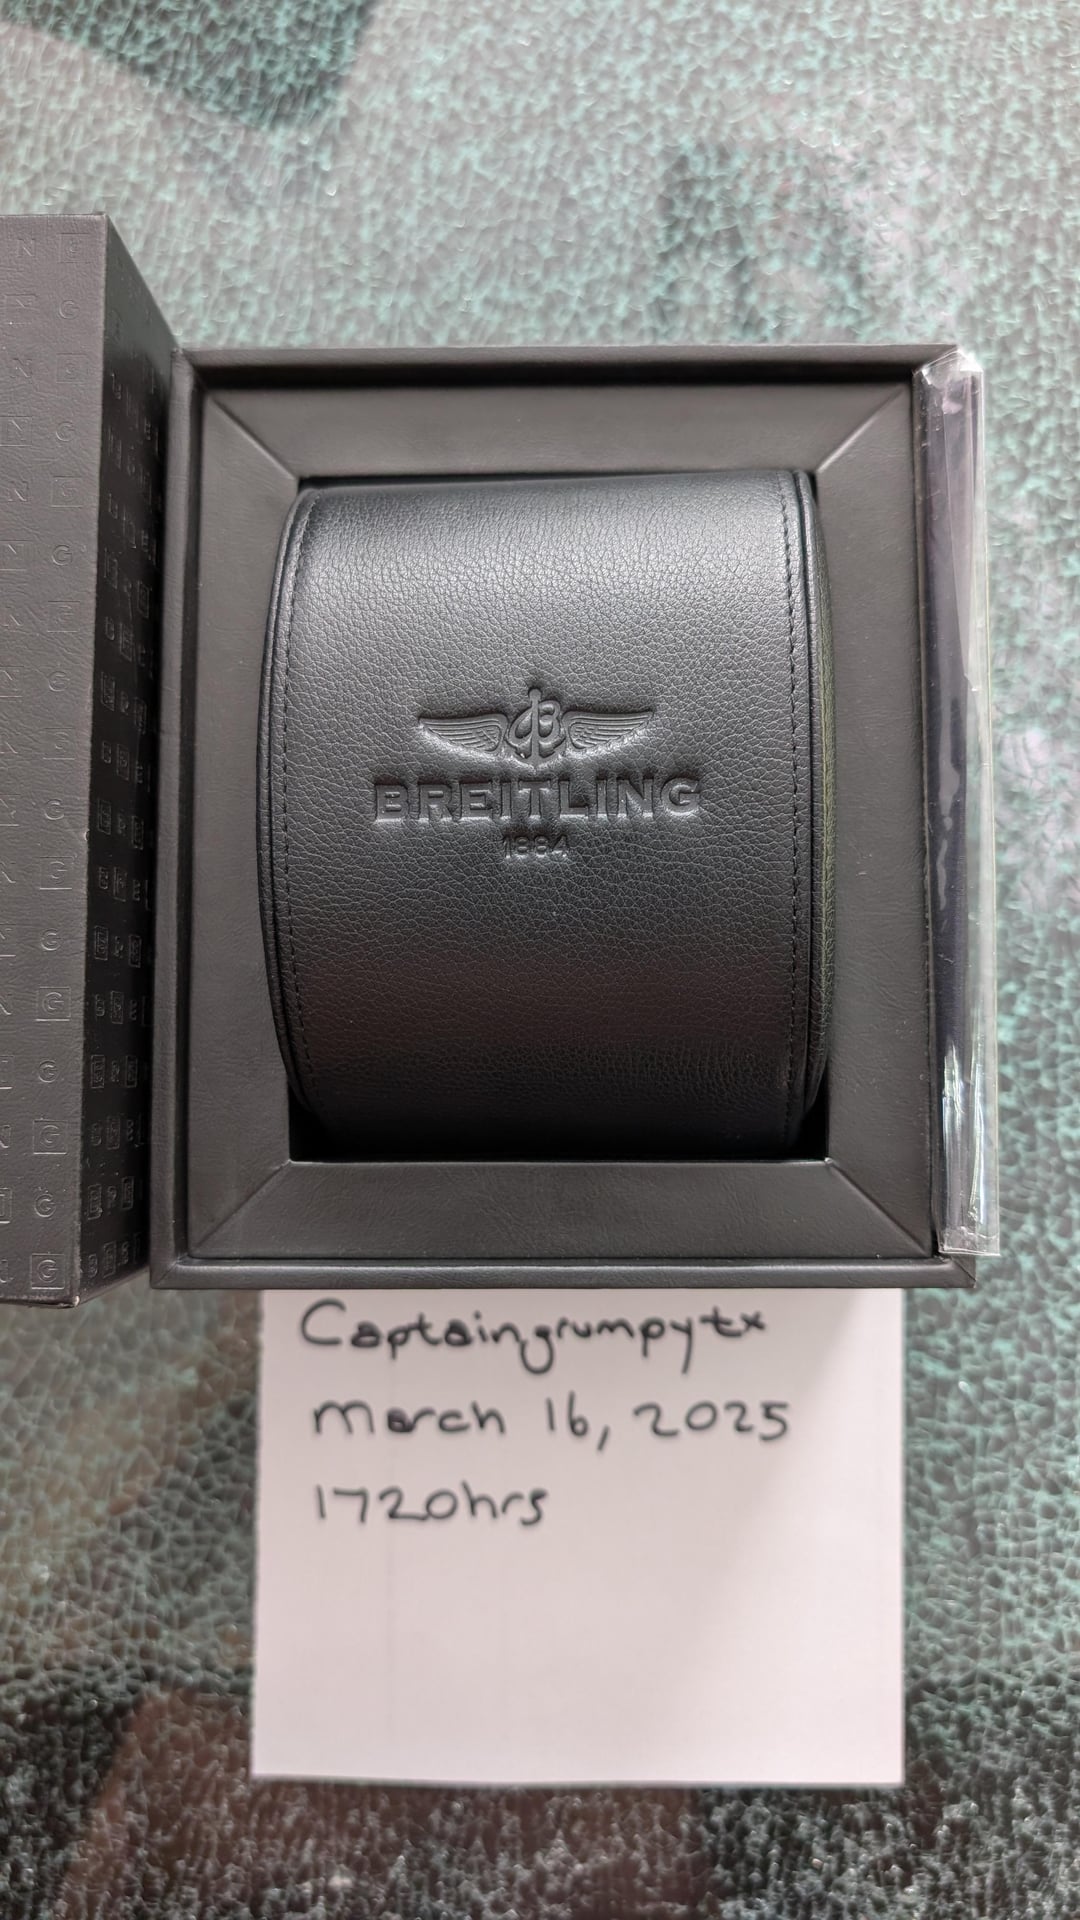 BREITLING
1884
Captaingrumpytx
March 16, 2025
1720hrs